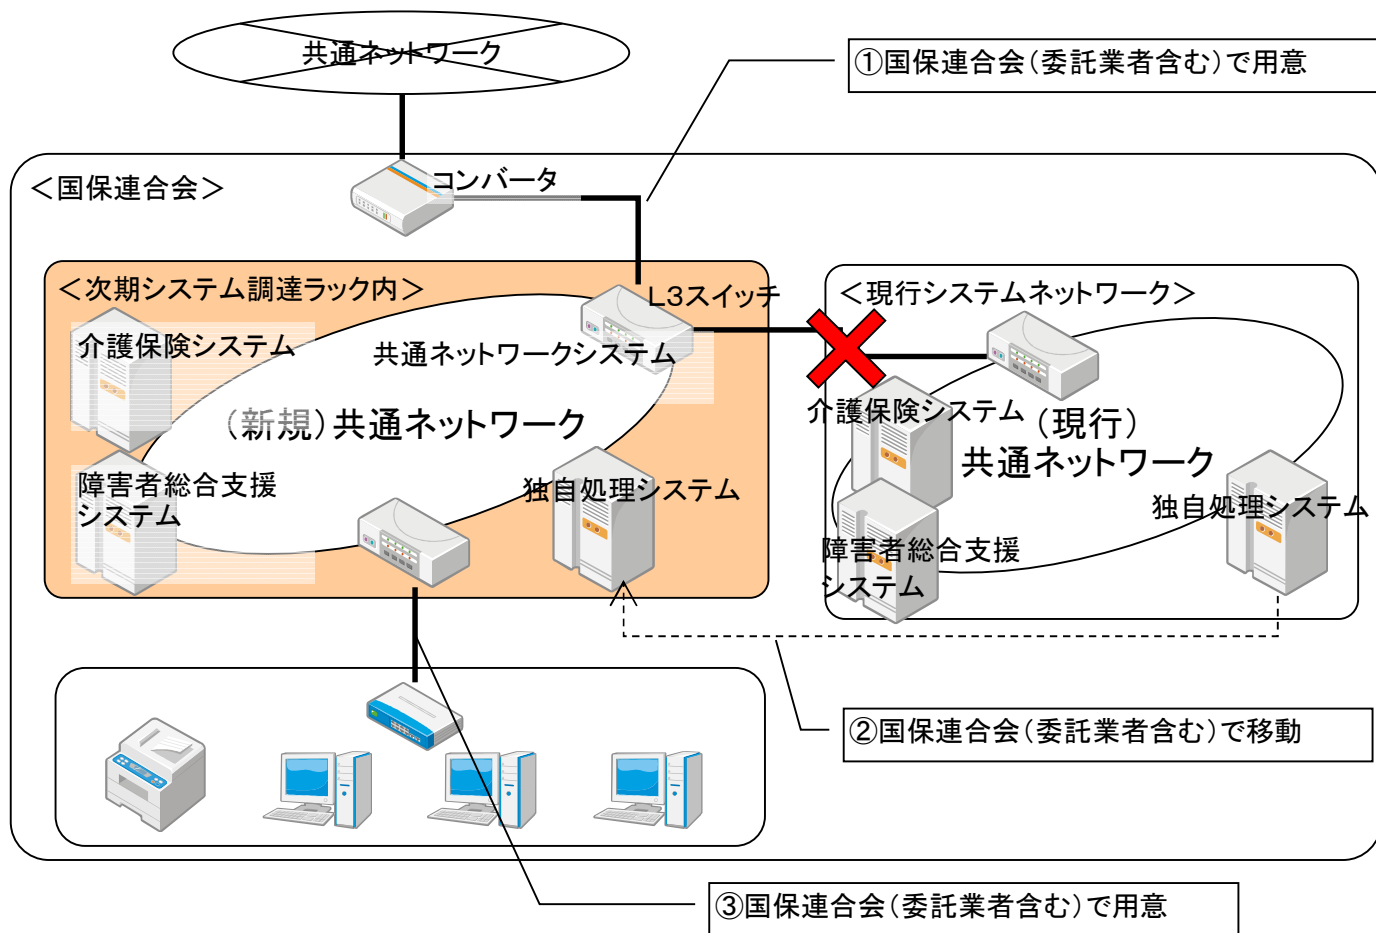 共通ネットワーク
①国保連合会（委託業者含む）で用意
＜国保連合会＞
コンバータ
＜次期システム調達ラック内＞
L3スイッチ
＜現行システムネットワーク＞
介護保険システム
共通ネットワークシステム
（新規）共通ネットワーク
介護保険システム
（現行）
共通ネットワーク
障害者総合支援
システム
独自処理システム
独自処理システム
障害者総合支援
システム
②国保連合会（委託業者含む）で移動
③国保連合会（委託業者含む）で用意